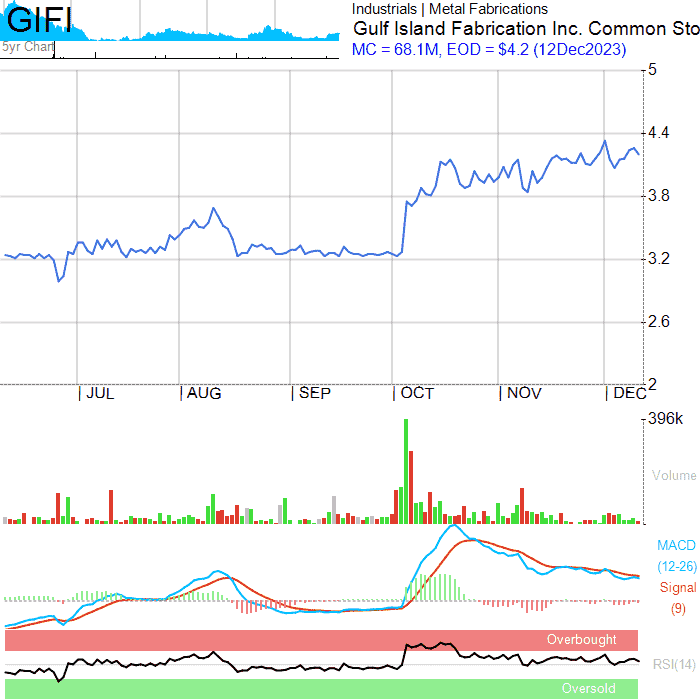 GIFI
5yr Chart
Industrials | Metal Fabrications
Gulf Island Fabrication Inc. Common Sto
MC = 68.1M, EOD = $4.2 (12Dec2023)
5
4.4
3.8
3.2
2.6
2
JUL
AUG
SEP
OCT
NOV
DEC
396k
Volume
MACD
(12-26)
Signal
(9)
Overbought
RSI(14)
Oversold